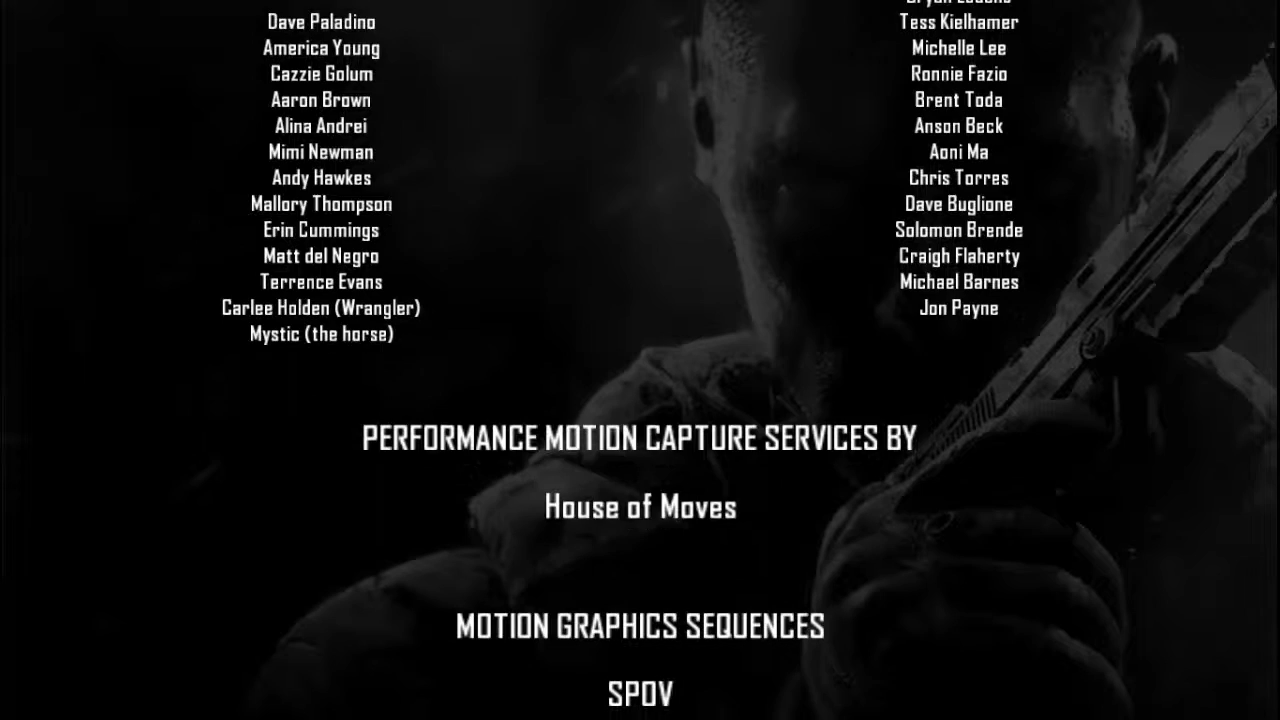 Dave Paladino
America Young
Cazzie Golum
Aaron Brown
Alina Andrei
Mimi Newman
Andy Hawkes
Mallory Thompson
Erin Cummings
Matt del Negro
Terrence Evans
Carlee Holden (Wrangler)
Mystic (the horse)
Tess Kielhamer
Michelle Lee
Ronnie Fazio
Brent Toda
Anson Beck
Aoni Ma
Chris Torres
Dave Buglione
Solomon Brende
Craigh Flaherty
Michael Barnes
Jon Payne
PERFORMANCE MOTION CAPTURE SERVICES BY
House of Moves
MOTION GRAPHICS SEQUENCES
SPOV